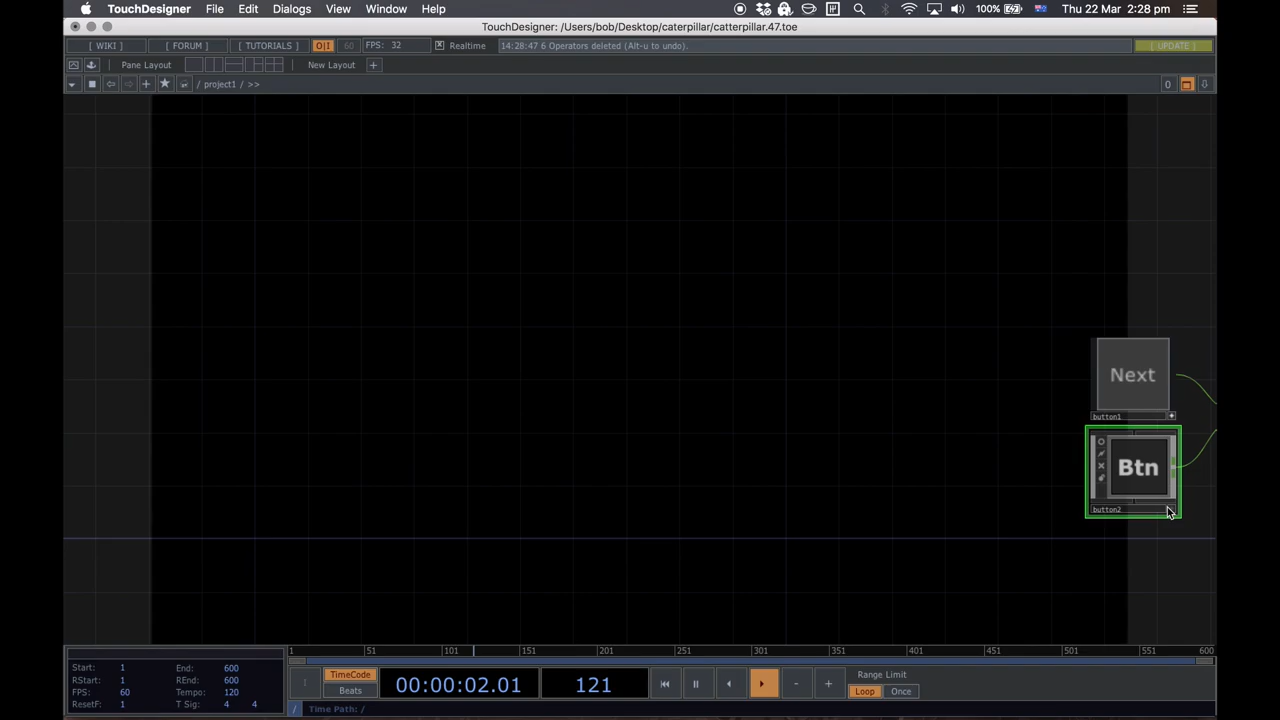 TouchDesigner File Edit Dialogs View Window Help 100% Thu 22 Mar 2:28 pm
TouchDesigner: /Users/bob/Desktop/caterpillar/catterpillar.47.toe
[ WIKI ] [ FORUM ] [ TUTORIALS ] O|I 60 FPS: 32 Realtime 14:28:47 6 Operators deleted (Alt-u to undo). [ UPDATE ]
Pane Layout New Layout +
/ project1 / >> 0
Next
button1
Btn
button2
1 51 101 151 201 251 301 351 401 451 501 551 600
Start: 1 End: 600
RStart: 1 REnd: 600
FPS: 60 Tempo: 120
ResetF: 1 T Sig: 4 4
TimeCode
Beats
00:00:02.01 121
Range Limit
Loop Once
/ Time Path: /